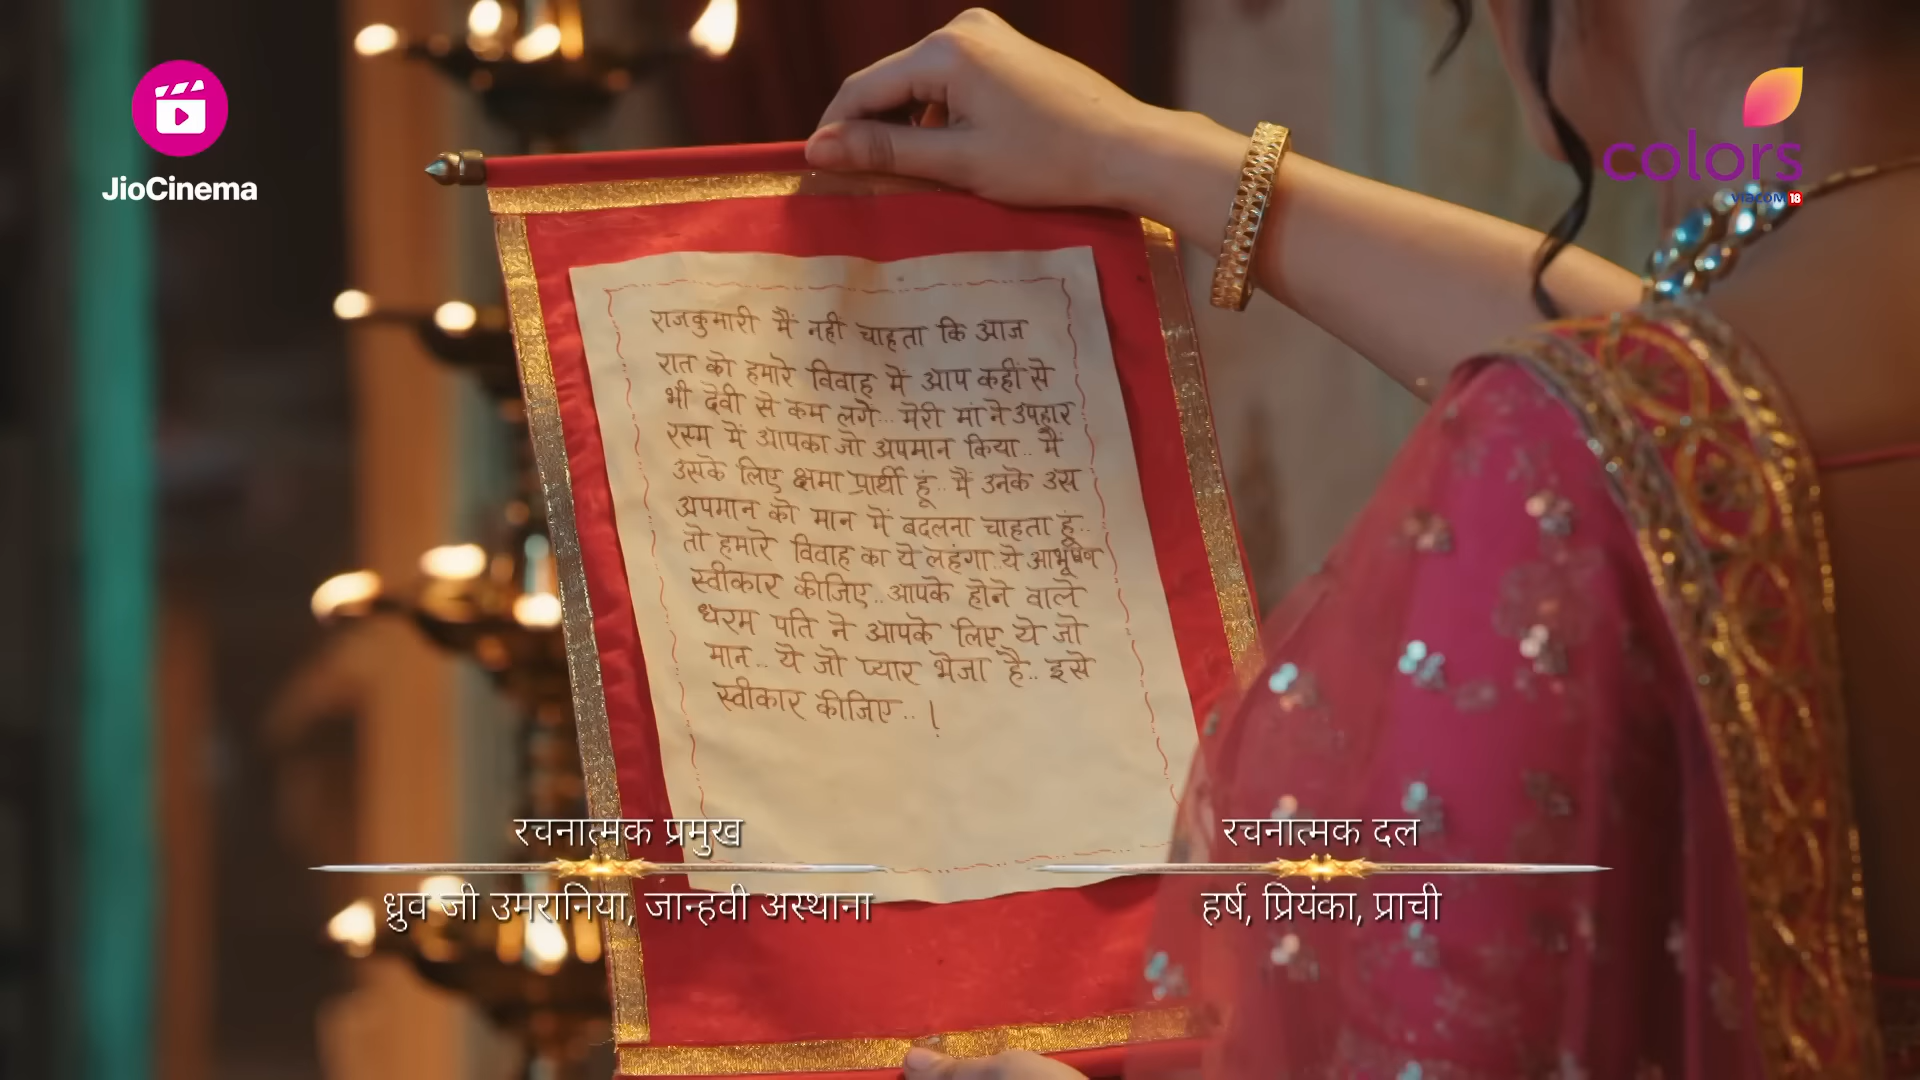 JioCinema
colors
VIACOM 18
राजकुमारी मैं नहीं चाहता कि आज
रात को हमारे विवाह में आप कहीं से
भी देवी से कम लगे... मेरी मां ने उपहार
रस्म में आपका जो अपमान किया.. मैं
उसके लिए क्षमा प्रार्थी हूं.. मैं उनके उस
अपमान को मान में बदलना चाहता हूं..
तो हमारे विवाह का ये लहंगा..ये आभूषण
स्वीकार कीजिए..आपके होने वाले
धरम पति ने आपके लिए ये जो
मान.. ये जो प्यार भेजा है.. इसे
स्वीकार कीजिए..!
रचनात्मक प्रमुख
ध्रुव जी उमरानिया, जान्हवी अस्थाना
रचनात्मक दल
हर्ष, प्रियंका, प्राची